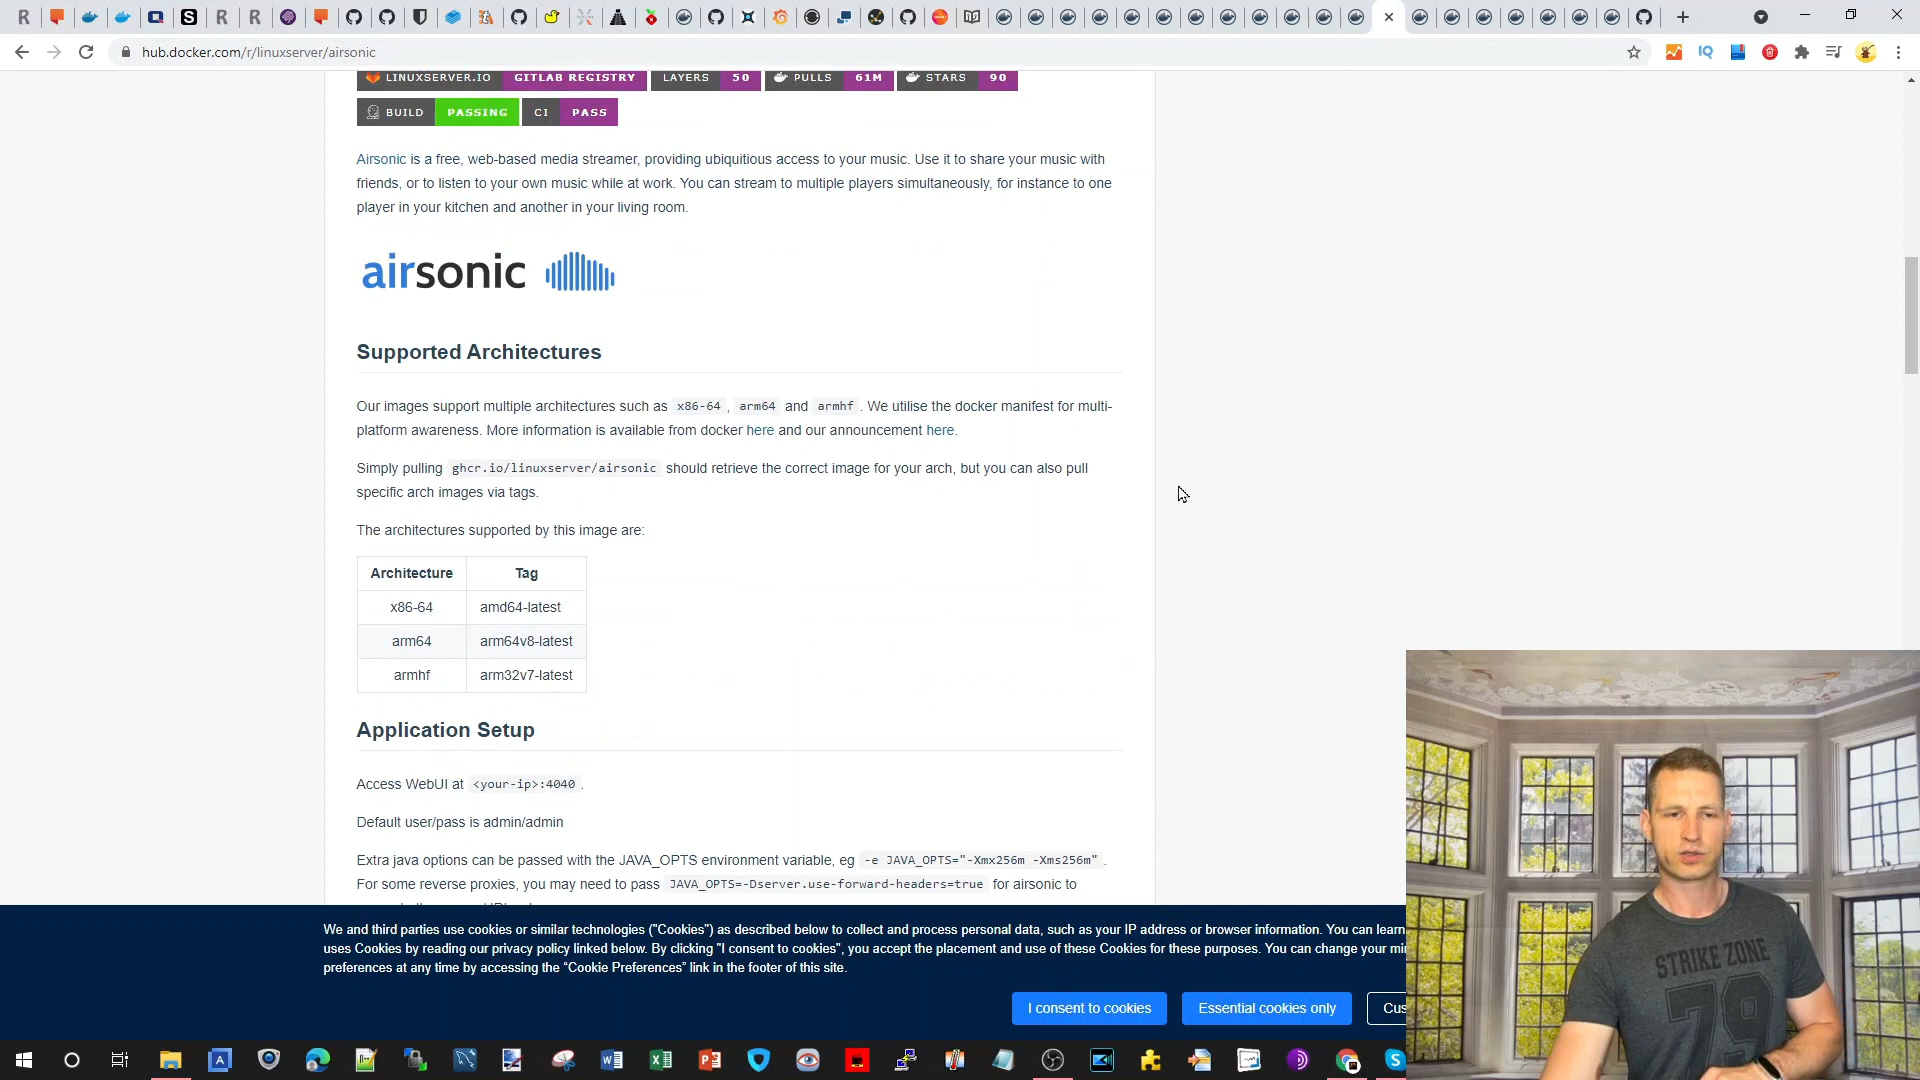 hub.docker.com/r/linuxserver/airsonic
LINUXSERVER.IO GITLAB REGISTRY LAYERS 50 PULLS 61M STARS 90
BUILD PASSING CI PASS
Airsonic is a free, web-based media streamer, providing ubiquitious access to your music. Use it to share your music with
friends, or to listen to your own music while at work. You can stream to multiple players simultaneously, for instance to one
player in your kitchen and another in your living room.
airsonic
Supported Architectures
Our images support multiple architectures such as x86-64 , arm64 and armhf . We utilise the docker manifest for multi-
platform awareness. More information is available from docker here and our announcement here.
Simply pulling ghcr.io/linuxserver/airsonic should retrieve the correct image for your arch, but you can also pull
specific arch images via tags.
The architectures supported by this image are:
Architecture Tag
x86-64 amd64-latest
arm64 arm64v8-latest
armhf arm32v7-latest
Application Setup
Access WebUI at <your-ip>:4040 .
Default user/pass is admin/admin
Extra java options can be passed with the JAVA_OPTS environment variable, eg -e JAVA_OPTS="-Xmx256m -Xms256m" .
For some reverse proxies, you may need to pass JAVA_OPTS=-Dserver.use-forward-headers=true for airsonic to
We and third parties use cookies or similar technologies ("Cookies") as described below to collect and process personal data, such as your IP address or browser information. You can learn
uses Cookies by reading our privacy policy linked below. By clicking "I consent to cookies", you accept the placement and use of these Cookies for these purposes. You can change your mi
preferences at any time by accessing the “Cookie Preferences” link in the footer of this site.
I consent to cookies Essential cookies only Cus
STRIKE ZONE
79